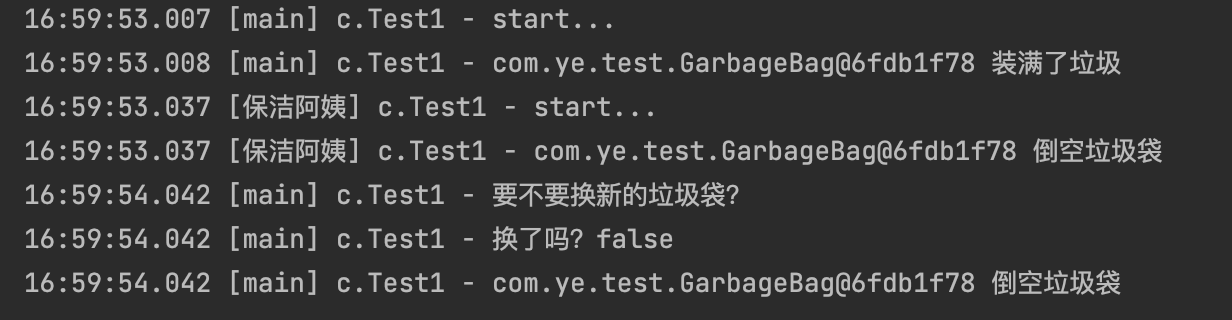 16:59:53.007 [main] c.Test1 - start...
16:59:53.008 [main] c.Test1 - com.ye.test.GarbageBag@6fdb1f78 装满了垃圾
16:59:53.037 [保洁阿姨] c.Test1 - start...
16:59:53.037 [保洁阿姨] c.Test1 - com.ye.test.GarbageBag@6fdb1f78 倒空垃圾袋
16:59:54.042 [main] c.Test1 - 要不要换新的垃圾袋？
16:59:54.042 [main] c.Test1 - 换了吗？false
16:59:54.042 [main] c.Test1 - com.ye.test.GarbageBag@6fdb1f78 倒空垃圾袋